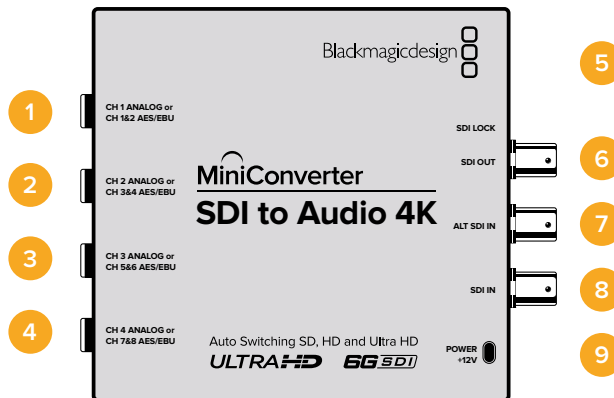 Blackmagicdesign
5
1
CH 1 ANALOG or
CH 1&2 AES/EBU
SDI LOCK
6
SDI OUT
2
CH 2 ANALOG or
CH 3&4 AES/EBU
MiniConverter
SDI to Audio 4K
7
ALT SDI IN
3
CH 3 ANALOG or
CH 5&6 AES/EBU
8
SDI IN
4
CH 4 ANALOG or
CH 7&8 AES/EBU
Auto Switching SD, HD and Ultra HD
ULTRA HD 6G SDI
POWER
+12V
9